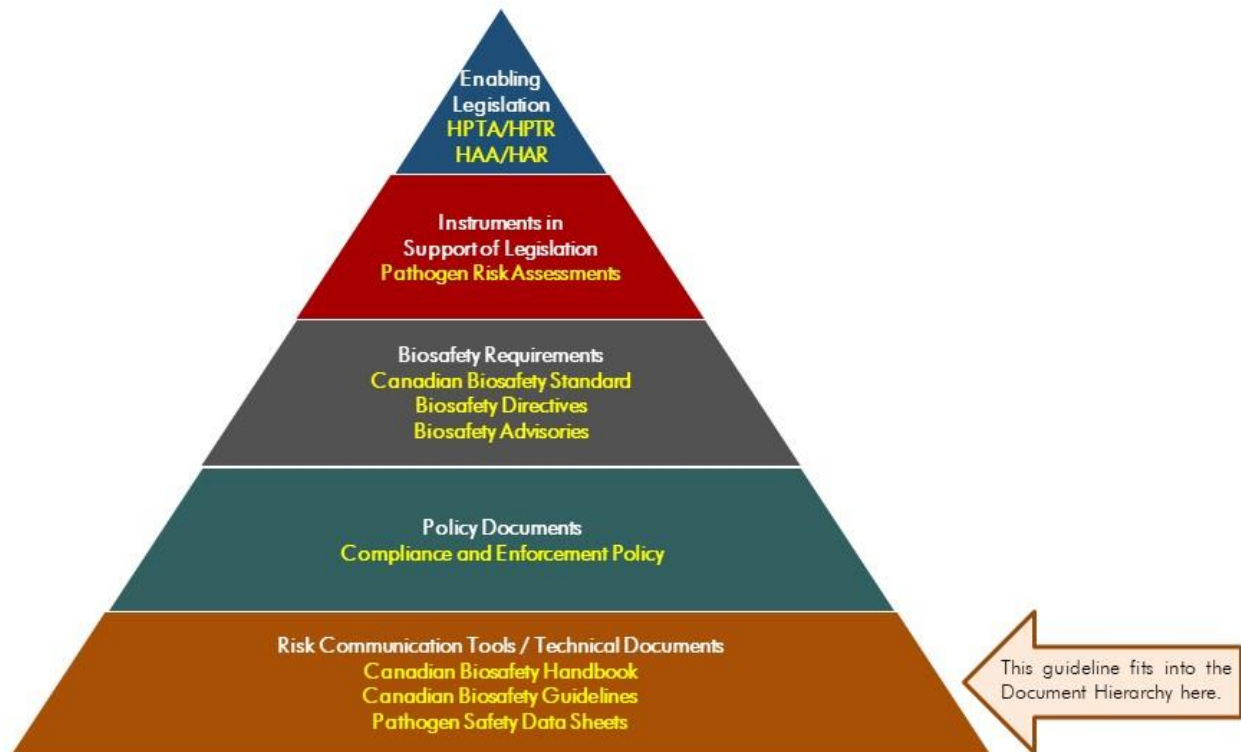 Enabling
Legislation
HPTA/HPTR
HAA/HAR
Instruments in
Support of Legislation
Pathogen Risk Assessments
Biosafety Requirements
Canadian Biosafety Standard
Biosafety Directives
Biosafety Advisories
Policy Documents
Compliance and Enforcement Policy
Risk Communication Tools / Technical Documents
Canadian Biosafety Handbook
Canadian Biosafety Guidelines
Pathogen Safety Data Sheets
This guideline fits into the
Document Hierarchy here.